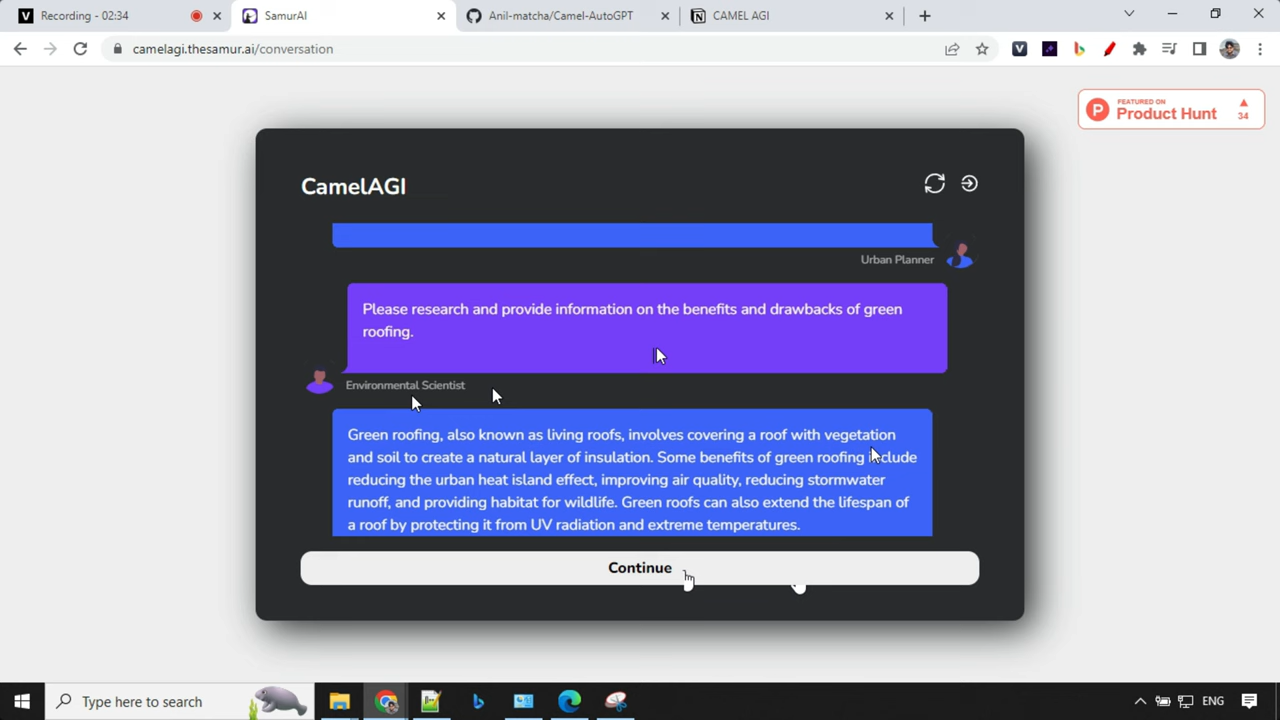 Recording - 02:34
SamurAI
Anil-matcha/Camel-AutoGPT
CAMEL AGI
camelagi.thesamur.ai/conversation
FEATURED ON
Product Hunt
34
CamelAGI
Urban Planner
Please research and provide information on the benefits and drawbacks of green
roofing.
Environmental Scientist
Green roofing, also known as living roofs, involves covering a roof with vegetation
and soil to create a natural layer of insulation. Some benefits of green roofing include
reducing the urban heat island effect, improving air quality, reducing stormwater
runoff, and providing habitat for wildlife. Green roofs can also extend the lifespan of
a roof by protecting it from UV radiation and extreme temperatures.
Continue
Type here to search
ENG